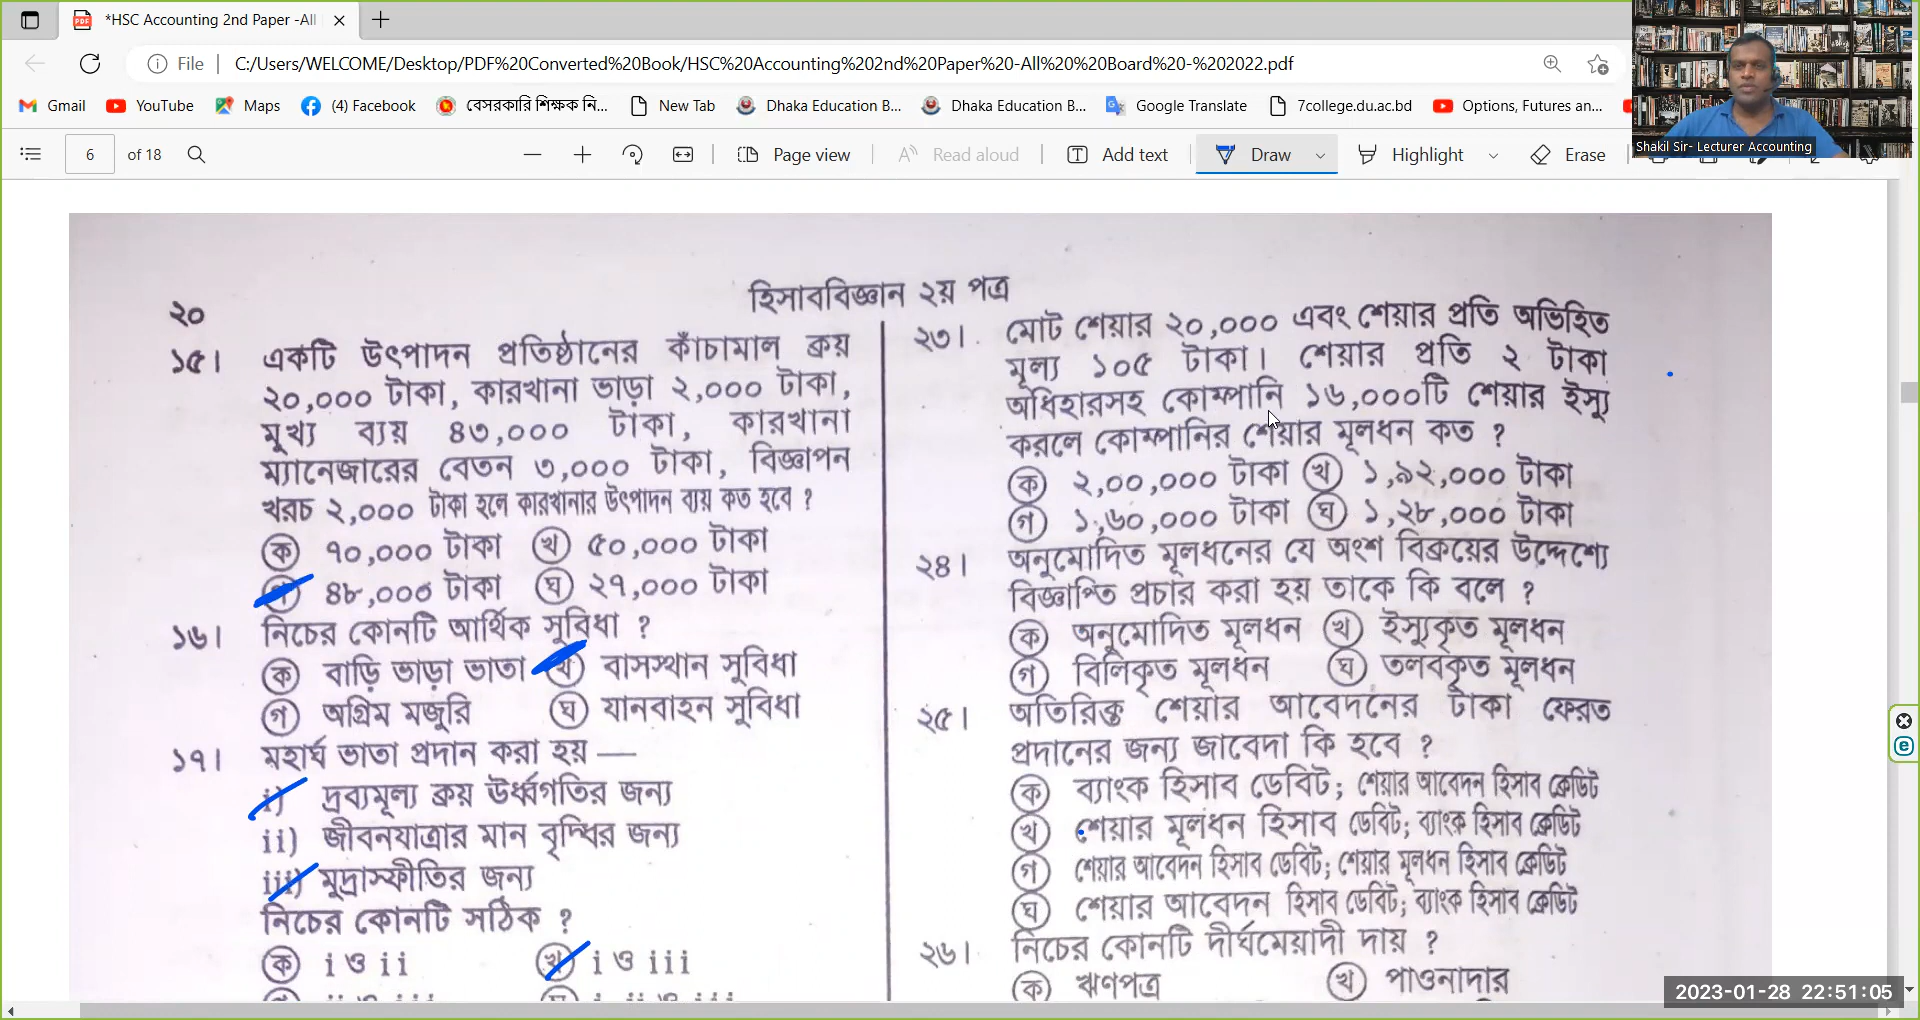 *HSC Accounting 2nd Paper -All
File
C:/Users/WELCOME/Desktop/PDF%20Converted%20Book/HSC%20Accounting%202nd%20Paper%20-All%20%20Board%20-%202022.pdf
Gmail YouTube Maps (4) Facebook বেসরকারি শিক্ষক নি... New Tab Dhaka Education B... Dhaka Education B... Google Translate 7college.du.ac.bd Options, Futures an...
Shakil Sir- Lecturer Accounting
6 of 18 Page view Read aloud Add text Draw Highlight Erase
হিসাববিজ্ঞান ২য় পত্র
২০
১৫। একটি উৎপাদন প্রতিষ্ঠানের কাঁচামাল ক্রয়
২০,০০০ টাকা, কারখানা ভাড়া ২,০০০ টাকা,
মুখ্য ব্যয় ৪৩,০০০ টাকা, কারখানা
ম্যানেজারের বেতন ৩,০০০ টাকা, বিজ্ঞাপন
খরচ ২,০০০ টাকা হলে কারখানার উৎপাদন ব্যয় কত হবে ?
ক ৭০,০০০ টাকা খ ৫০,০০০ টাকা
গ ৪৮,০০০ টাকা ঘ ২৭,০০০ টাকা
১৬। নিচের কোনটি আর্থিক সুবিধা ?
ক বাড়ি ভাড়া ভাতা খ বাসস্থান সুবিধা
গ অগ্রিম মজুরি ঘ যানবাহন সুবিধা
১৭। মহার্ঘ ভাতা প্রদান করা হয় —
i) দ্রব্যমূল্য ক্রয় ঊর্ধ্বগতির জন্য
ii) জীবনযাত্রার মান বৃদ্ধির জন্য
iii) মুদ্রাস্ফীতির জন্য
নিচের কোনটি সঠিক ?
ক i ও ii খ i ও iii
২৩। মোট শেয়ার ২০,০০০ এবং শেয়ার প্রতি অভিহিত
মূল্য ১০৫ টাকা। শেয়ার প্রতি ২ টাকা
অধিহারসহ কোম্পানি ১৬,০০০টি শেয়ার ইস্যু
করলে কোম্পানির শেয়ার মূলধন কত ?
ক ২,০০,০০০ টাকা খ ১,৯২,০০০ টাকা
গ ১,৬০,০০০ টাকা ঘ ১,২৮,০০০ টাকা
২৪। অনুমোদিত মূলধনের যে অংশ বিক্রয়ের উদ্দেশ্যে
বিজ্ঞপ্তি প্রচার করা হয় তাকে কি বলে ?
ক অনুমোদিত মূলধন খ ইস্যুকৃত মূলধন
গ বিলিকৃত মূলধন ঘ তলবকৃত মূলধন
২৫। অতিরিক্ত শেয়ার আবেদনের টাকা ফেরত
প্রদানের জন্য জাবেদা কি হবে ?
ক ব্যাংক হিসাব ডেবিট; শেয়ার আবেদন হিসাব ক্রেডিট
খ শেয়ার মূলধন হিসাব ডেবিট; ব্যাংক হিসাব ক্রেডিট
গ শেয়ার আবেদন হিসাব ডেবিট; শেয়ার মূলধন হিসাব ক্রেডিট
ঘ শেয়ার আবেদন হিসাব ডেবিট; ব্যাংক হিসাব ক্রেডিট
২৬। নিচের কোনটি দীর্ঘমেয়াদী দায় ?
ক ঋণপত্র খ পাওনাদার
2023-01-28 22:51:05